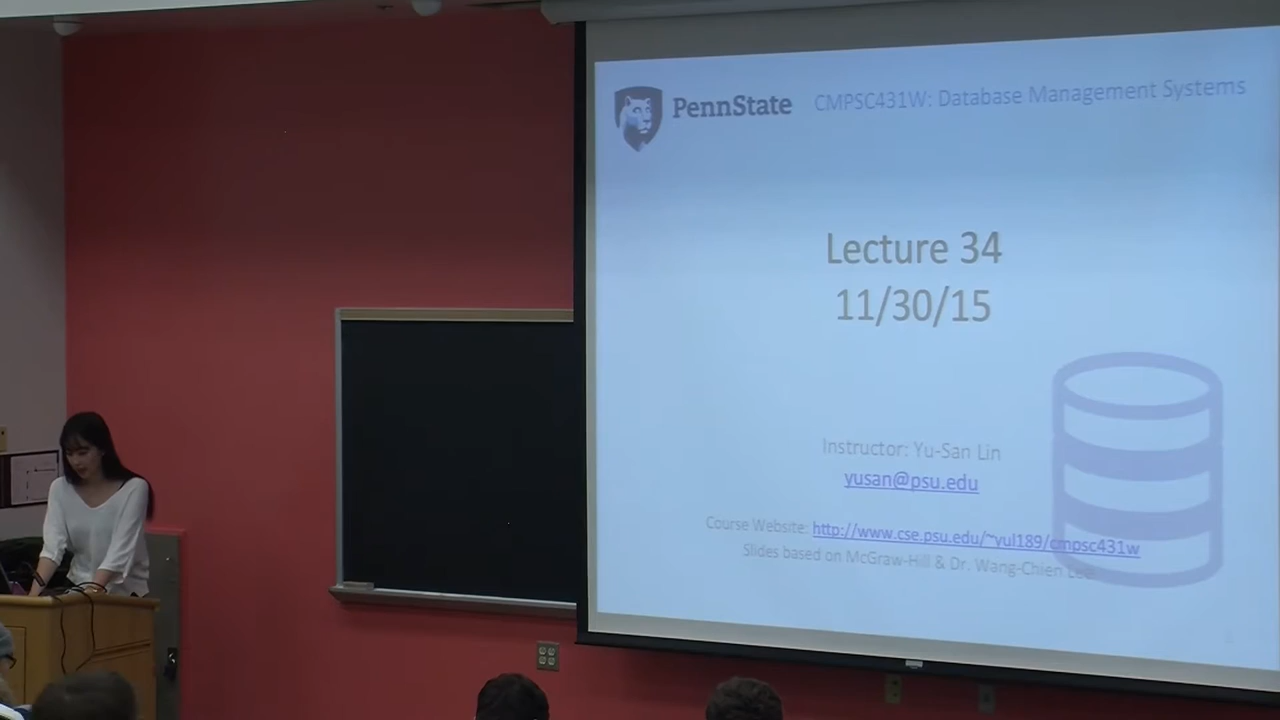 PennState
CMPSC431W: Database Management Systems
Lecture 34
11/30/15
Instructor: Yu-San Lin
yusan@psu.edu
Course Website: http://www.cse.psu.edu/~yul189/cmpsc431w
Slides based on McGraw-Hill & Dr. Wang-Chien Lee